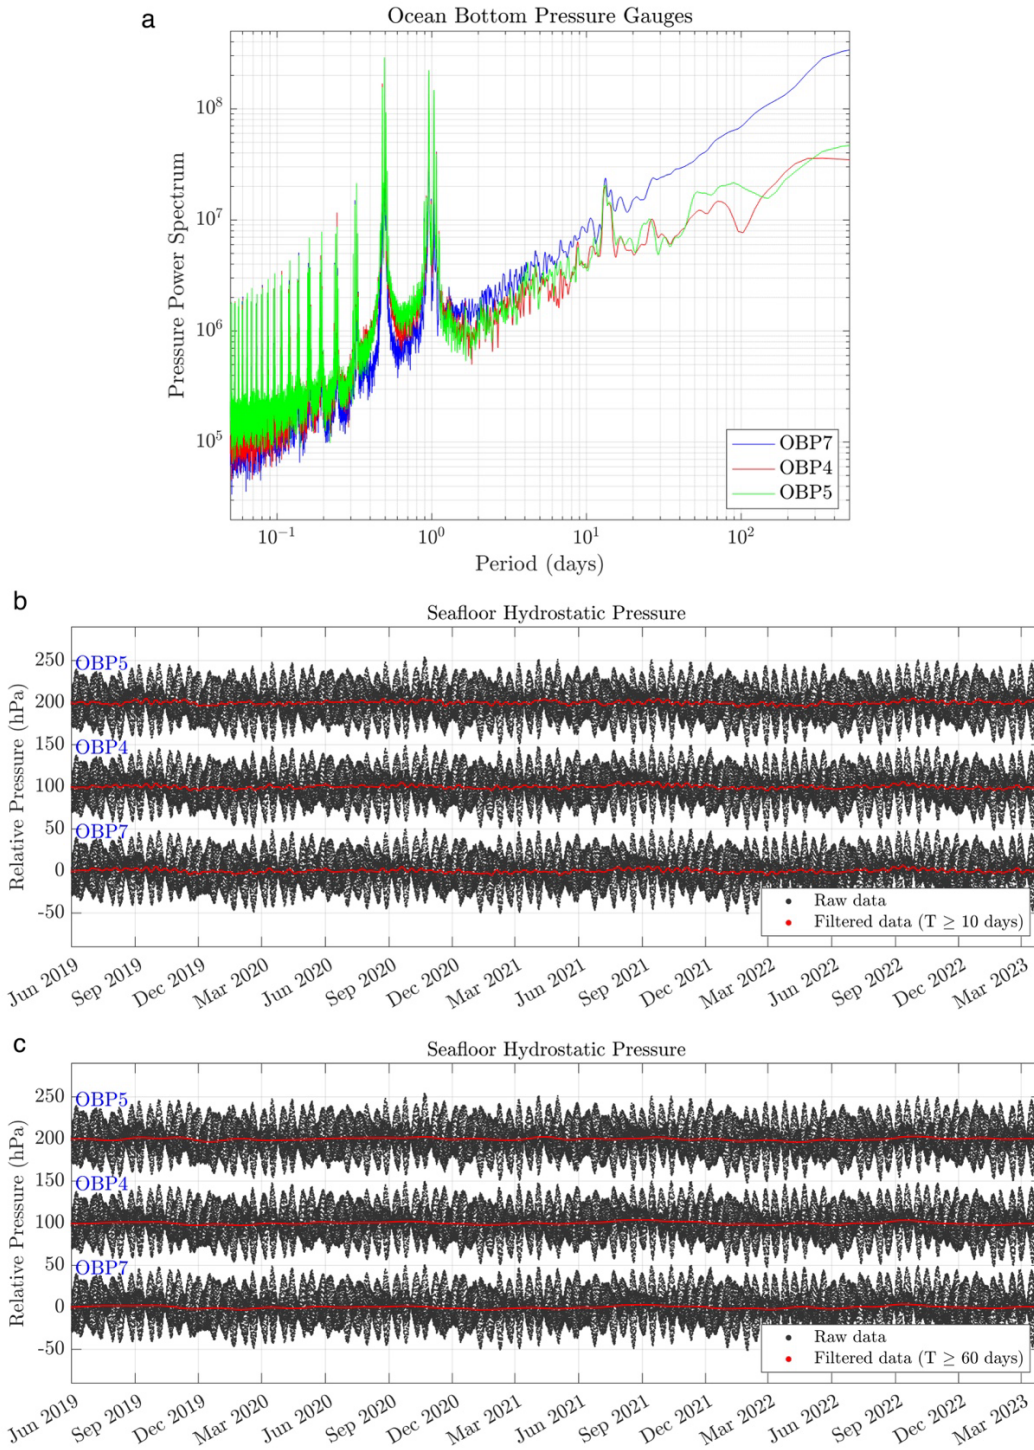 a
Ocean Bottom Pressure Gauges
Pressure Power Spectrum
10^8
10^7
10^6
10^5
OBP7
OBP4
OBP5
10^-1
10^0
10^1
10^2
Period (days)
b
Seafloor Hydrostatic Pressure
Relative Pressure (hPa)
250
200
150
100
50
0
-50
OBP5
OBP4
OBP7
Raw data
Filtered data (T ≥ 10 days)
Jun 2019
Sep 2019
Dec 2019
Mar 2020
Jun 2020
Sep 2020
Dec 2020
Mar 2021
Jun 2021
Sep 2021
Mar 2022
Jun 2022
Sep 2022
Dec 2022
Mar 2023
c
Seafloor Hydrostatic Pressure
Relative Pressure (hPa)
250
200
150
100
50
0
-50
OBP5
OBP4
OBP7
Raw data
Filtered data (T ≥ 60 days)
Jun 2019
Sep 2019
Dec 2019
Mar 2020
Jun 2020
Sep 2020
Dec 2020
Mar 2021
Jun 2021
Sep 2021
Mar 2022
Jun 2022
Sep 2022
Dec 2022
Mar 2023